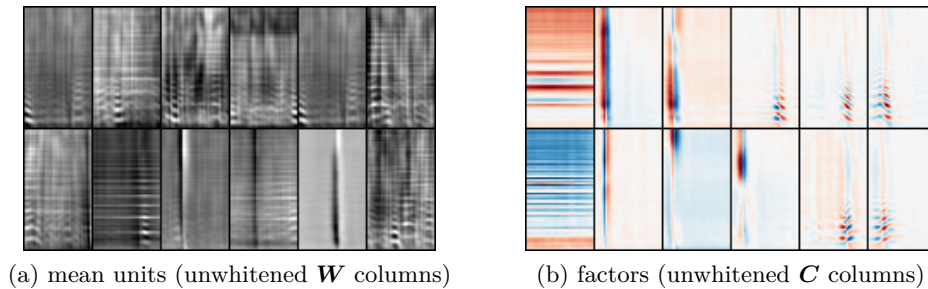 (a) mean units (unwhitened W columns)
(b) factors (unwhitened C columns)